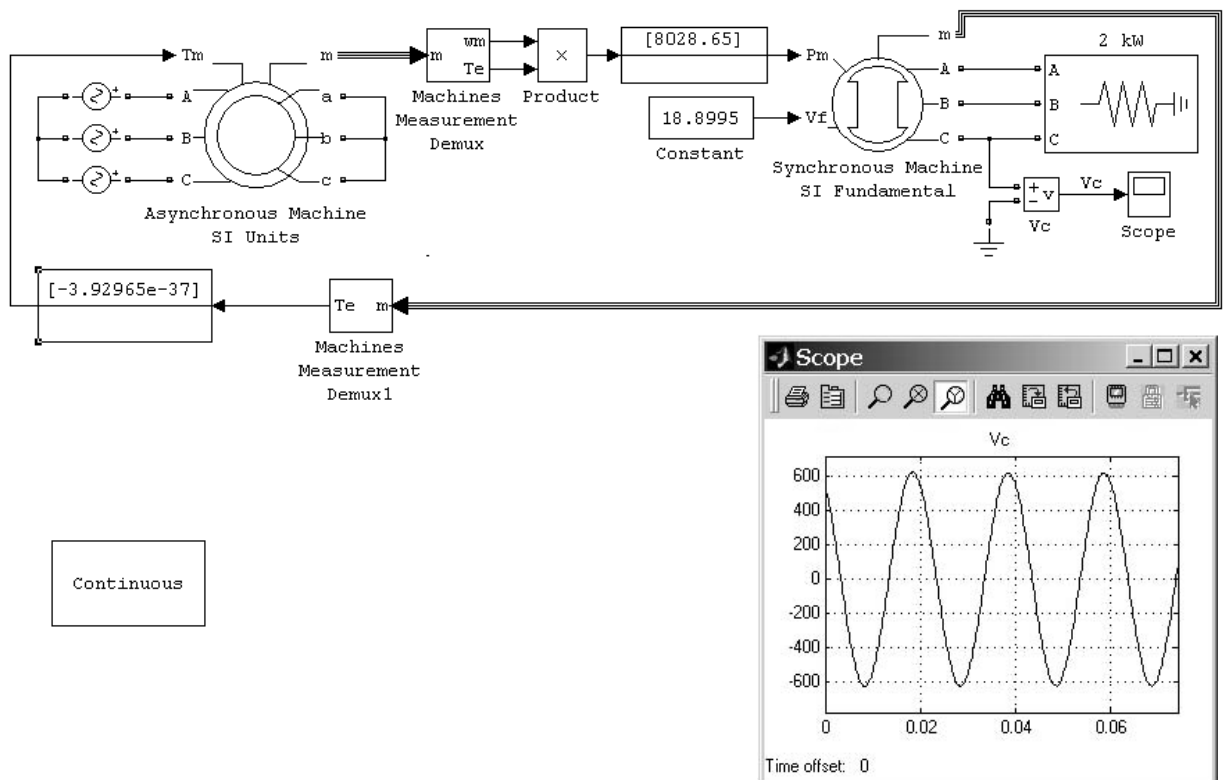 [8028.65]
2 kW
Tm
m
m
wm
Te
×
Pm
m
A
A
B
B
C
C
A
B
C
a
b
c
Machines
Measurement
Demux
Product
18.8995
Constant
Vf
Synchronous Machine
SI Fundamental
+
-
v
Vc
Vc
Scope
Asynchronous Machine
SI Units
[-3.92965e-37]
Te
m
Machines
Measurement
Demux1
Continuous
Scope
Vc
600
400
200
0
-200
-400
-600
0
0.02
0.04
0.06
Time offset: 0